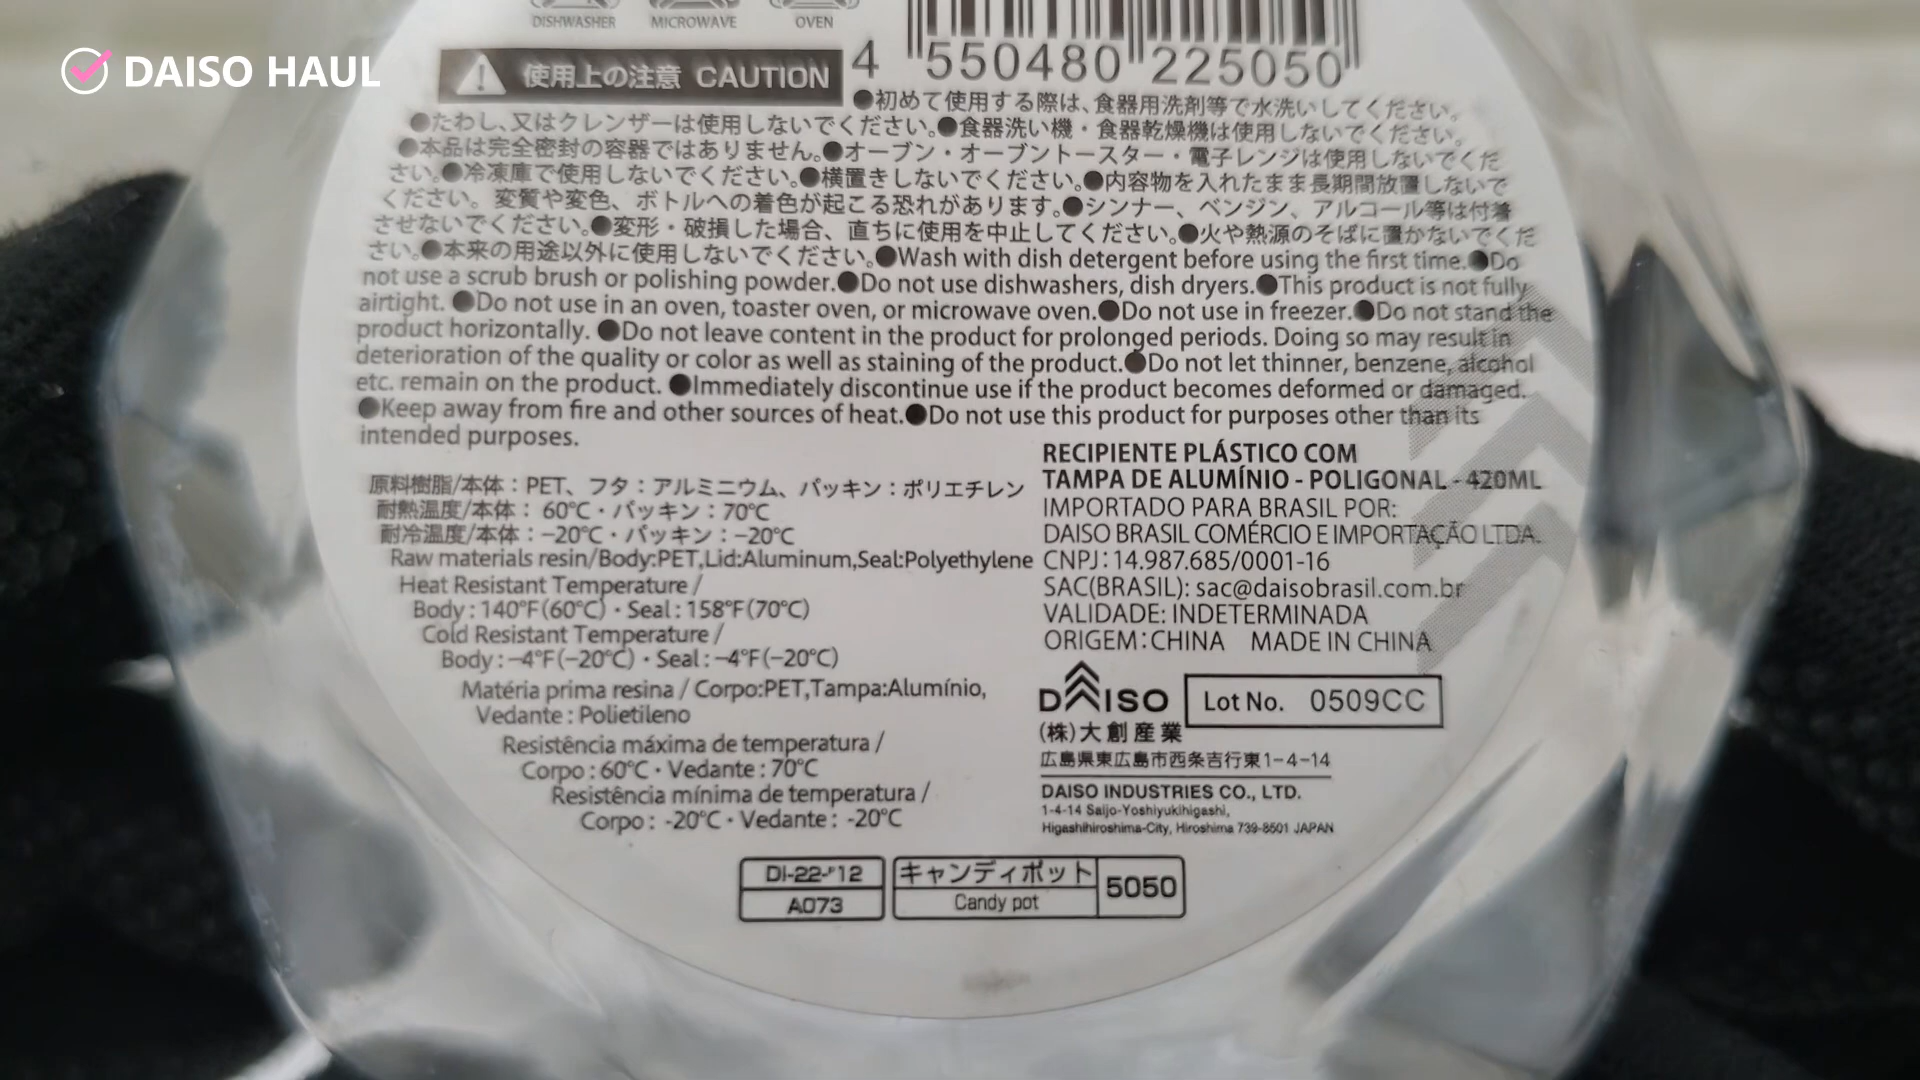 DAISO HAUL
DISHWASHER MICROWAVE OVEN
使用上の注意 CAUTION
4 550480 225050
●初めて使用する際は、食器用洗剤等で水洗いしてください。
●たわし、又はクレンザーは使用しないでください。●食器洗い機・食器乾燥機は使用しないでください。
●本品は完全密封の容器ではありません。●オーブン・オーブントースター・電子レンジは使用しないでくだ
さい。●冷凍庫で使用しないでください。●横置きしないでください。●内容物を入れたまま長期間放置しないで
ください。変質や変色、ボトルへの着色が起こる恐れがあります。●シンナー、ベンジン、アルコール等は付着
させないでください。●変形・破損した場合、直ちに使用を中止してください。●火や熱源のそばに置かないでくだ
さい。●本来の用途以外に使用しないでください。●Wash with dish detergent before using the first time.●Do
not use a scrub brush or polishing powder.●Do not use dishwashers, dish dryers.●This product is not fully
airtight. ●Do not use in an oven, toaster oven, or microwave oven.●Do not use in freezer.●Do not stand the
product horizontally. ●Do not leave content in the product for prolonged periods. Doing so may result in
deterioration of the quality or color as well as staining of the product.●Do not let thinner, benzene, alcohol
etc. remain on the product. ●Immediately discontinue use if the product becomes deformed or damaged.
●Keep away from fire and other sources of heat.●Do not use this product for purposes other than its
intended purposes.
原料樹脂/本体：PET、フタ：アルミニウム、パッキン：ポリエチレン
耐熱温度/本体：60℃・パッキン：70℃
耐冷温度/本体：−20℃・パッキン：−20℃
Raw materials resin/Body:PET,Lid:Aluminum,Seal:Polyethylene
Heat Resistant Temperature /
Body : 140°F(60℃)・Seal : 158°F(70℃)
Cold Resistant Temperature /
Body : −4°F(−20℃)・Seal : −4°F(−20℃)
Matéria prima resina / Corpo:PET,Tampa:Alumínio,
Vedante : Polietileno
Resistência máxima de temperatura /
Corpo : 60℃・Vedante : 70℃
Resistência mínima de temperatura /
Corpo : -20℃・Vedante : -20℃
RECIPIENTE PLÁSTICO COM
TAMPA DE ALUMÍNIO - POLIGONAL - 420ML
IMPORTADO PARA BRASIL POR:
DAISO BRASIL COMÉRCIO E IMPORTAÇÃO LTDA.
CNPJ: 14.987.685/0001-16
SAC(BRASIL): sac@daisobrasil.com.br
VALIDADE: INDETERMINADA
ORIGEM: CHINA MADE IN CHINA
DAISO Lot No. 0509CC
(株)大創産業
広島県東広島市西条吉行東1−4−14
DAISO INDUSTRIES CO., LTD.
1-4-14 Saijo-Yoshiyukihigashi,
Higashihiroshima-City, Hiroshima 739-8501 JAPAN
DI-22-'12
A073
キャンディポット
Candy pot
5050